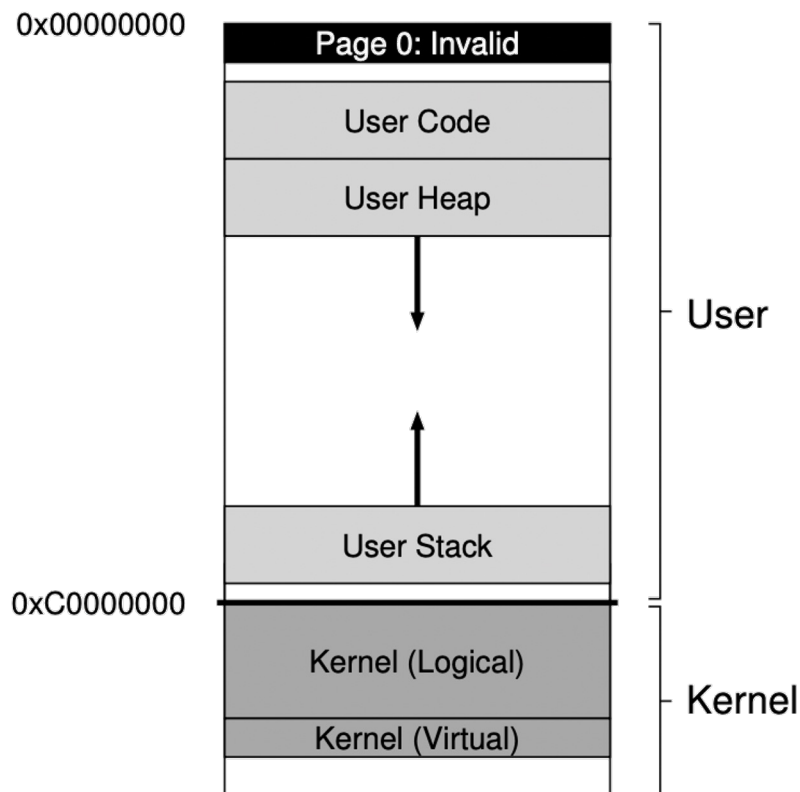 0x00000000
Page 0: Invalid
User Code
User Heap
User
User Stack
0xC0000000
Kernel (Logical)
Kernel
Kernel (Virtual)